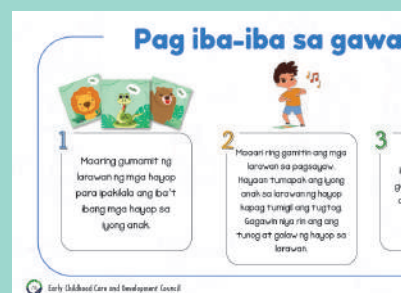 Pag iba-iba sa gawa
1
Maaring gumamit ng
larawan ng mga hayop
para ipakilala ang iba't
ibang mga hayop sa
iyong anak.
2
Maaari ring gamitin ang mga
larawan sa pagsayaw.
Hayaan tumapak ang iyong
anak sa larawan ng hayop
kapag tumigil ang tugtog.
Gagawin niya rin ang ang
tunog at galaw ng hayop sa
larawan.
3
Early Childhood Care and Development Council